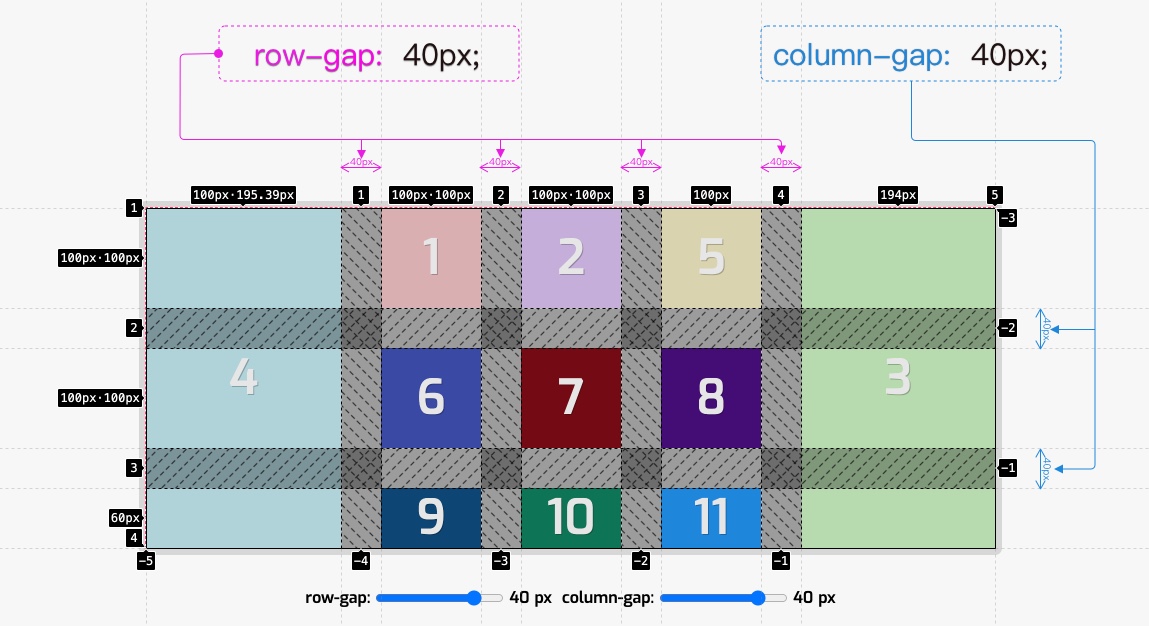 row–gap: 40px;
column–gap: 40px;
40px 40px 40px 40px
100px·195.39px 1 100px·100px 2 100px·100px 3 100px 4 194px 5
1
–3
100px·100px 1 2 5
2 –2 40px
100px·100px 4 6 7 8 3
3 –1 40px
60px 9 10 11
4
–5 –4 –3 –2 –1
row-gap: 40 px column-gap: 40 px